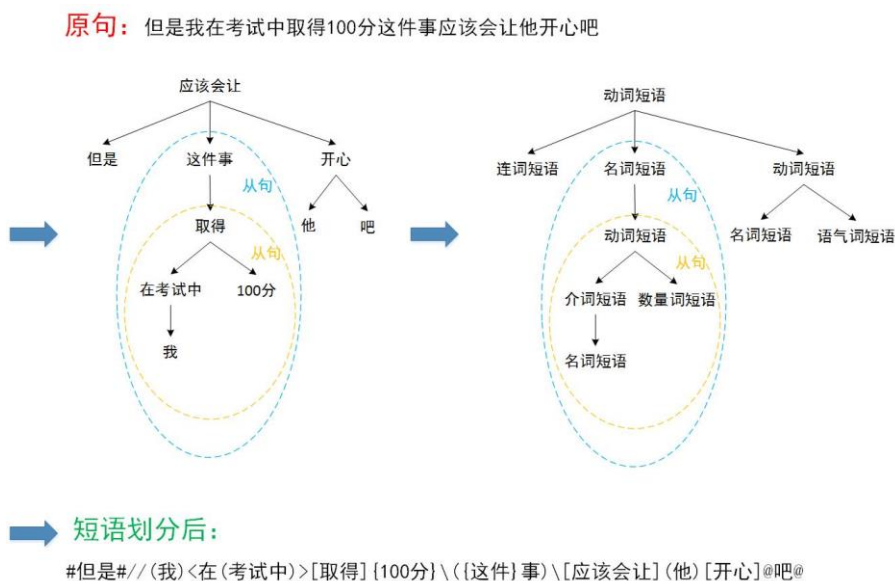 原句：但是我在考试中取得100分这件事应该会让他开心吧
应该会让
但是
这件事
开心
从句
取得
他
吧
从句
在考试中
100分
我
动词短语
连词短语
名词短语
动词短语
从句
动词短语
名词短语
语气词短语
从句
介词短语
数量词短语
名词短语
短语划分后：
#但是#//(我)<在(考试中)>[取得]{100分}\({这件}事)\[应该会让](他)[开心]@吧@